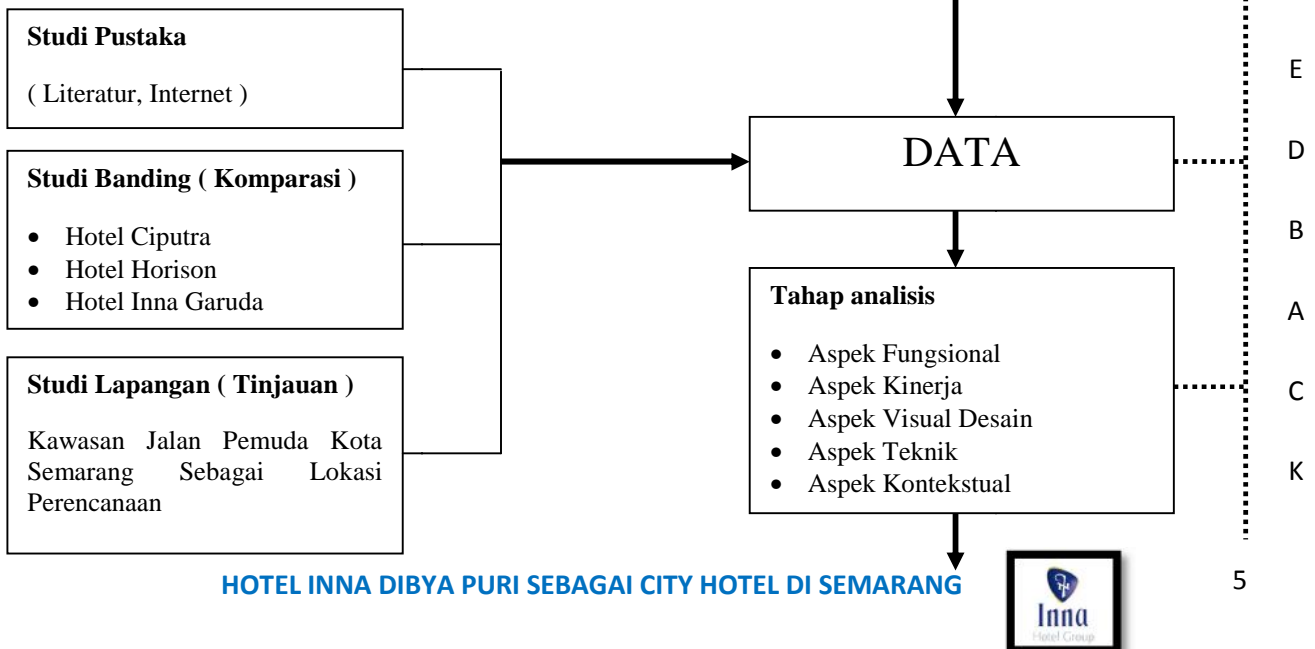 Studi Pustaka
( Literatur, Internet )
Studi Banding ( Komparasi )
• Hotel Ciputra
• Hotel Horison
• Hotel Inna Garuda
Studi Lapangan ( Tinjauan )
Kawasan Jalan Pemuda Kota
Semarang Sebagai Lokasi
Perencanaan
DATA
Tahap analisis
• Aspek Fungsional
• Aspek Kinerja
• Aspek Visual Desain
• Aspek Teknik
• Aspek Kontekstual
E
D
B
A
C
K
HOTEL INNA DIBYA PURI SEBAGAI CITY HOTEL DI SEMARANG
Inna
Hotel Group
5